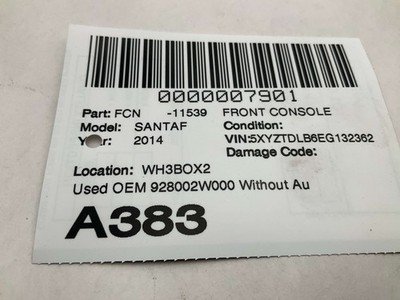 0000007901
Part: FCN -11539 FRONT CONSOLE
Model: SANTAF Condition:
Year: 2014 VIN:5XYZTDLB6EG132362
Damage Code:
Location: WH3BOX2
Used OEM 928002W000 Without Au
A383